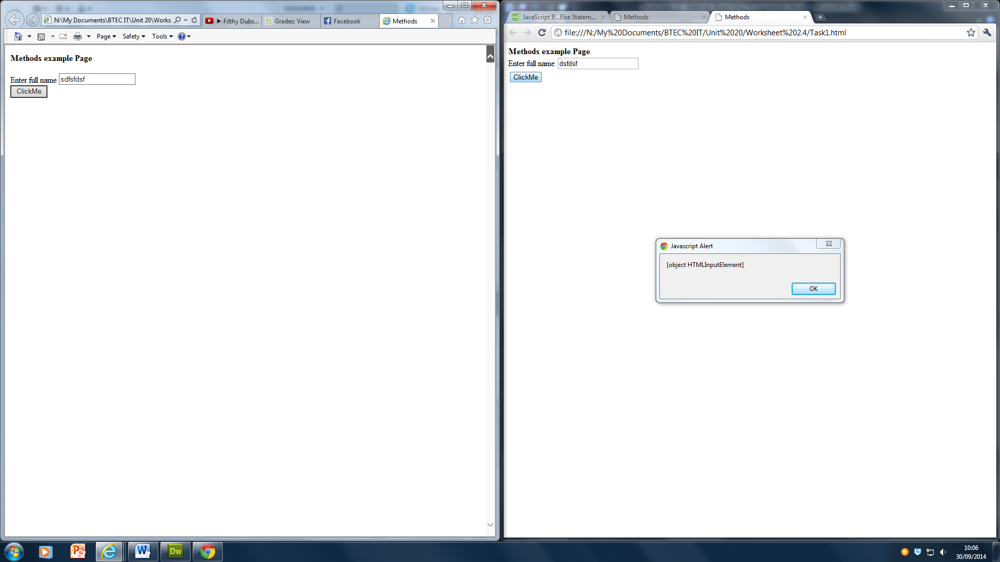 N:\My Documents\BTEC IT\Unit 20\Works
► Filthy Dubs...
Grades: View
Facebook
Methods
Page
Safety
Tools
Methods example Page
Enter full name sdfsfdsf
ClickMe
JavaScript If...Else Statem...
Methods
Methods
file:///N:/My%20Documents/BTEC%20IT/Unit%2020/Worksheet%202.4/Task1.html
Methods example Page
Enter full name dsfdsf
ClickMe
Javascript Alert
[object HTMLInputElement]
OK
Dw
10:06
30/09/2014